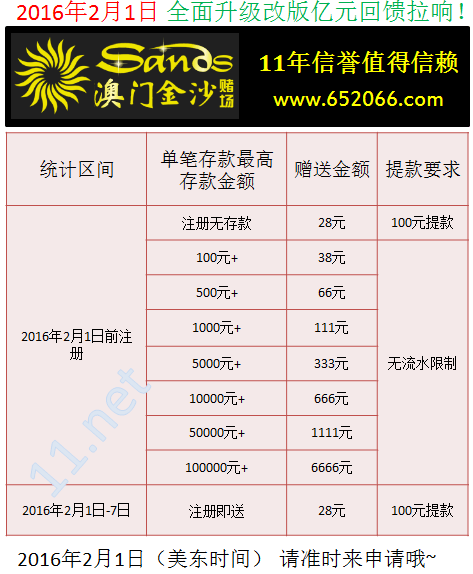 2016年2月1日 全面升级改版亿元回馈拉响！
Sands
澳门金沙赌场
11年信誉值得信赖
www.652066.com
统计区间 单笔存款最高存款金额 赠送金额 提款要求
2016年2月1日前注册 注册无存款 28元 100元提款
100元+ 38元 无流水限制
500元+ 66元
1000元+ 111元
5000元+ 333元
10000元+ 666元
50000元+ 1111元
100000元+ 6666元
2016年2月1日-7日 注册即送 28元 100元提款
11.net
2016年2月1日（美东时间） 请准时来申请哦~